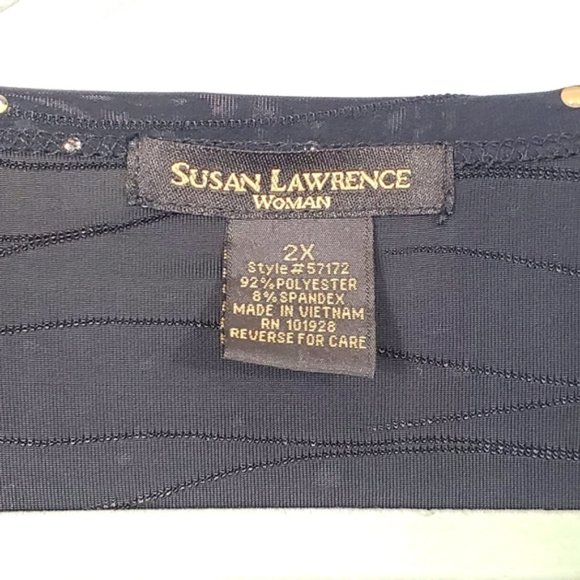 SUSAN LAWRENCE
WOMAN
2X
Style#57172
92%POLYESTER
8%SPANDEX
MADE IN VIETNAM
RN 101928
REVERSE FOR CARE